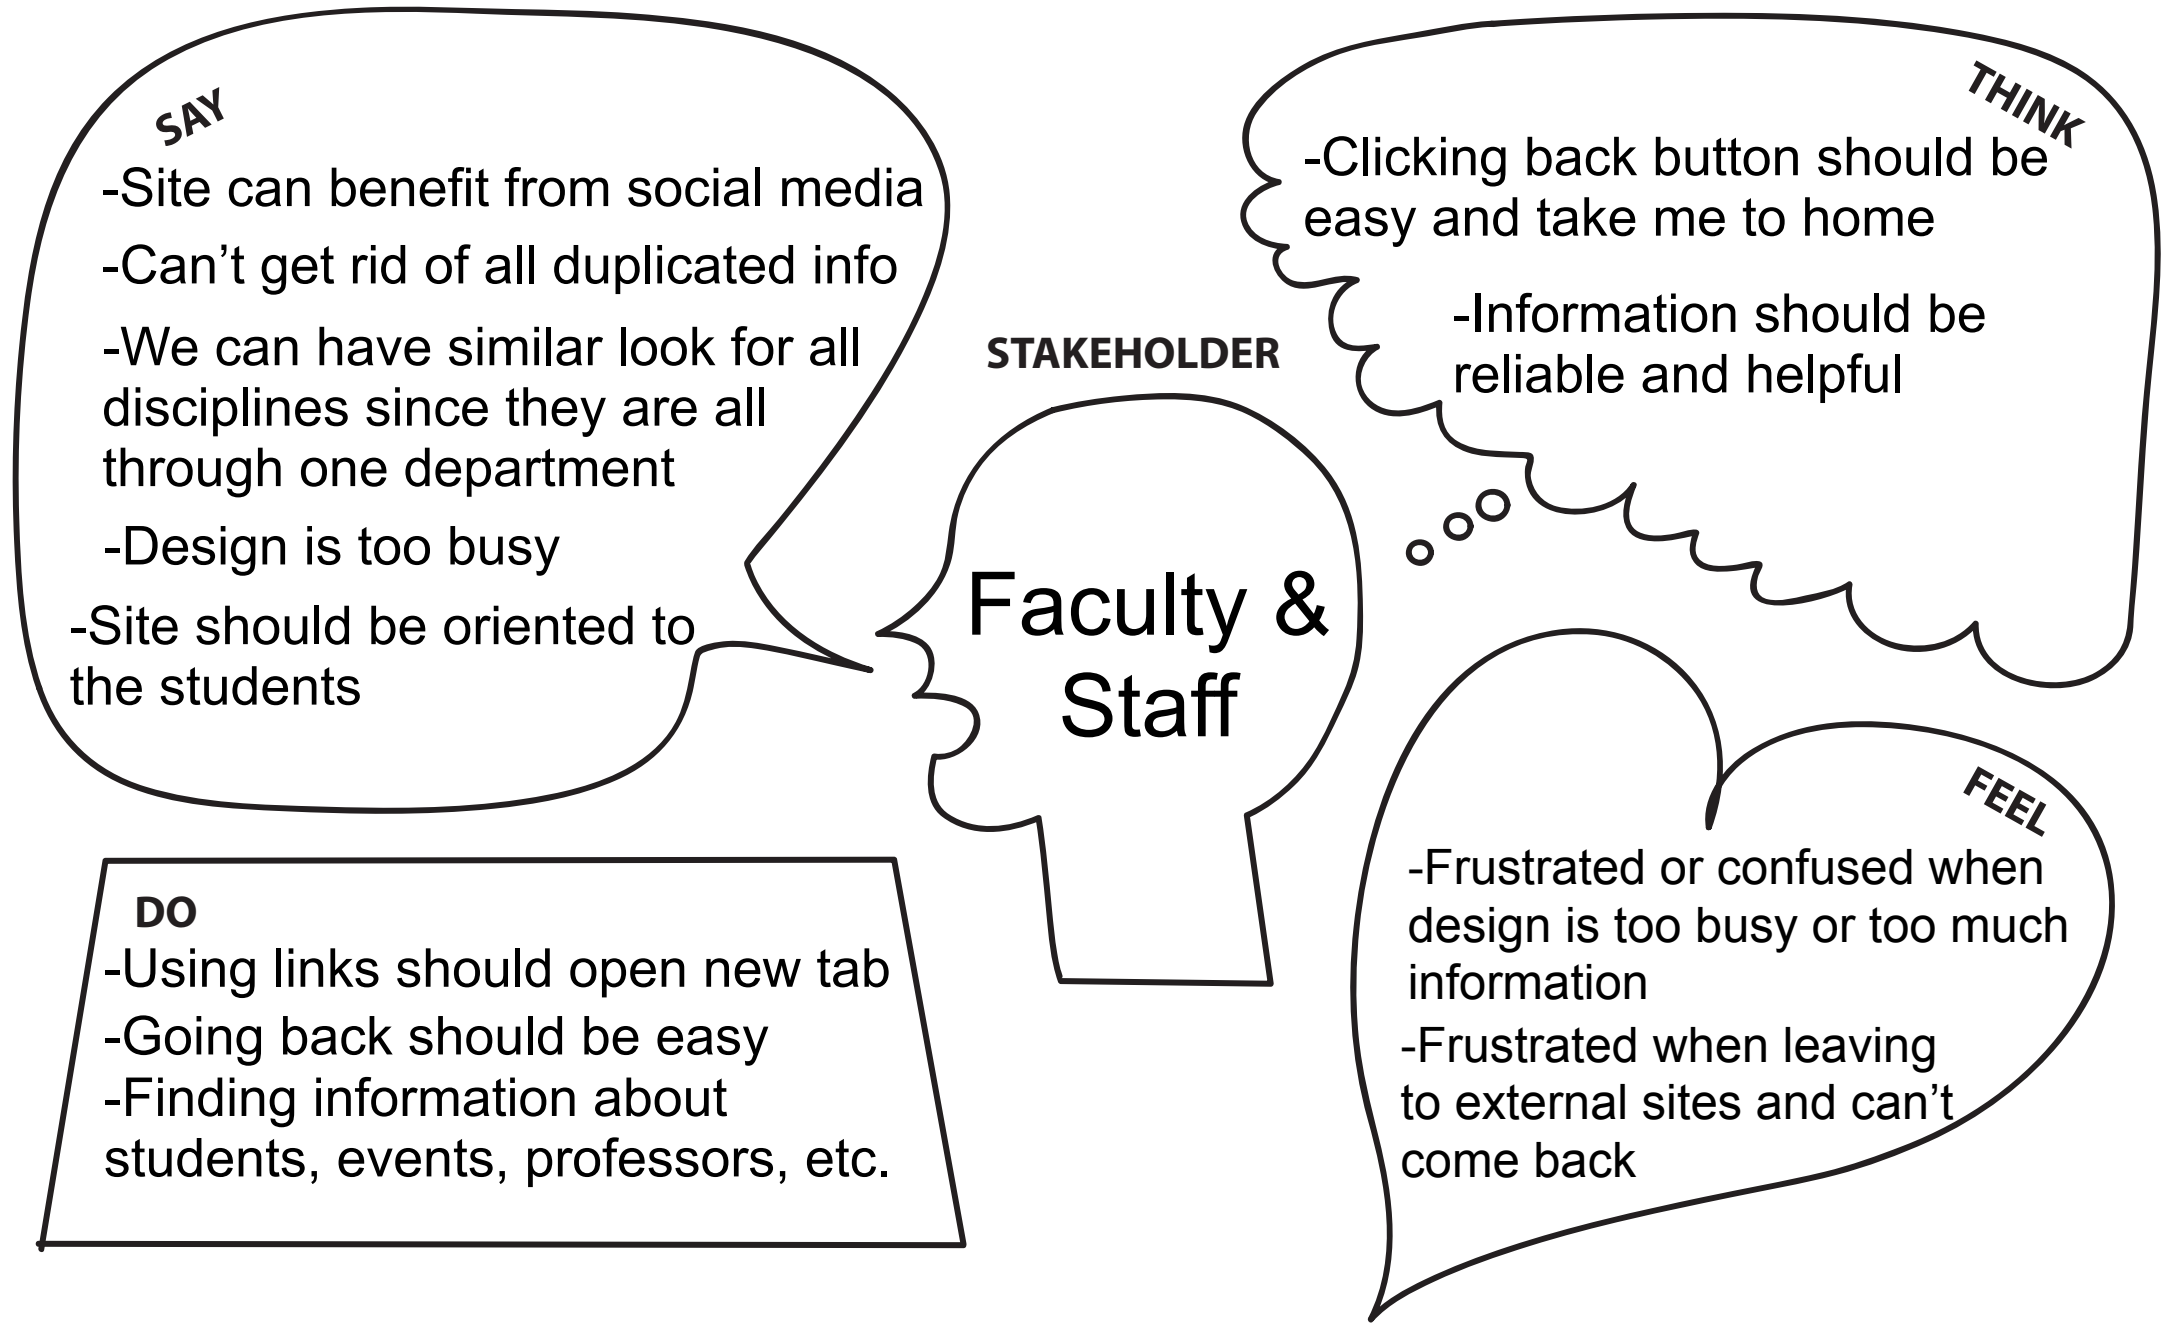 SAY
-Site can benefit from social media
-Can't get rid of all duplicated info
-We can have similar look for all
disciplines since they are all
through one department
-Design is too busy
-Site should be oriented to
the students
THINK
-Clicking back button should be
easy and take me to home
-Information should be
reliable and helpful
STAKEHOLDER
Faculty &
Staff
DO
-Using links should open new tab
-Going back should be easy
-Finding information about
students, events, professors, etc.
FEEL
-Frustrated or confused when
design is too busy or too much
information
-Frustrated when leaving
to external sites and can't
come back